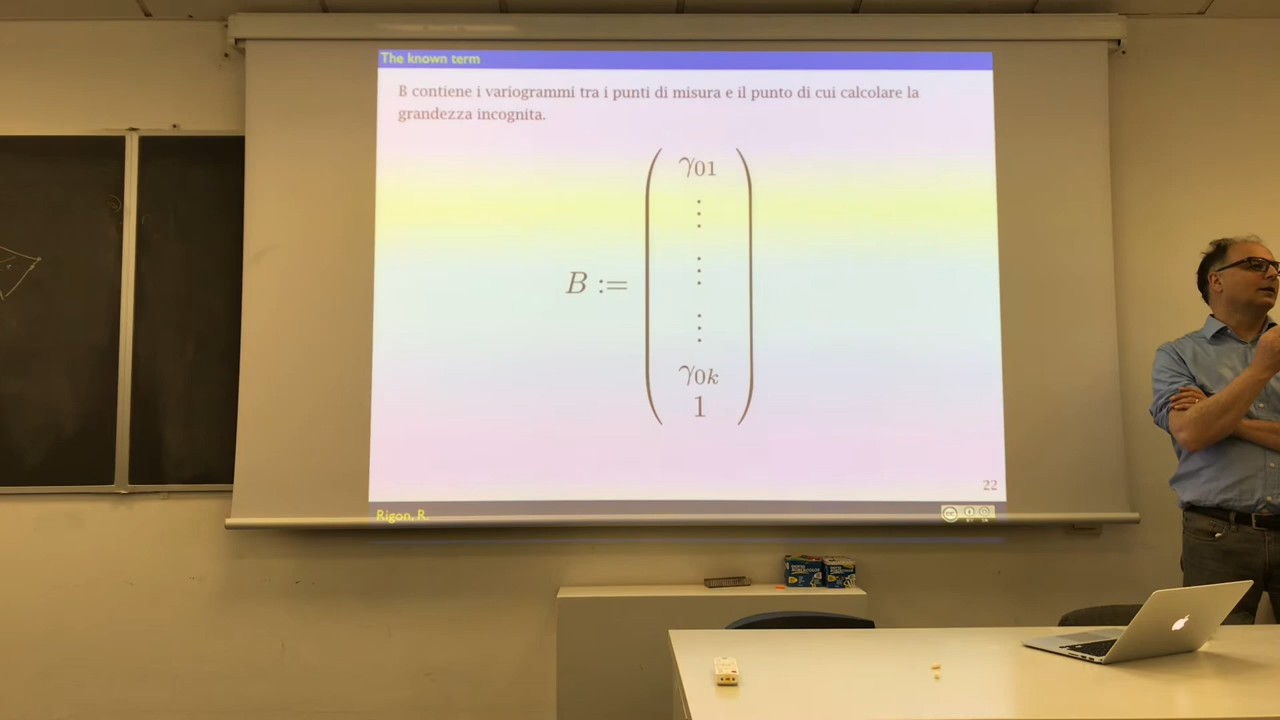 The known term
B contiene i variogrammi tra i punti di misura e il punto di cui calcolare la
grandezza incognita.
γ01
⋮
⋮
B :=
⋮
γ0k
1
22
Rigon, R.
cc